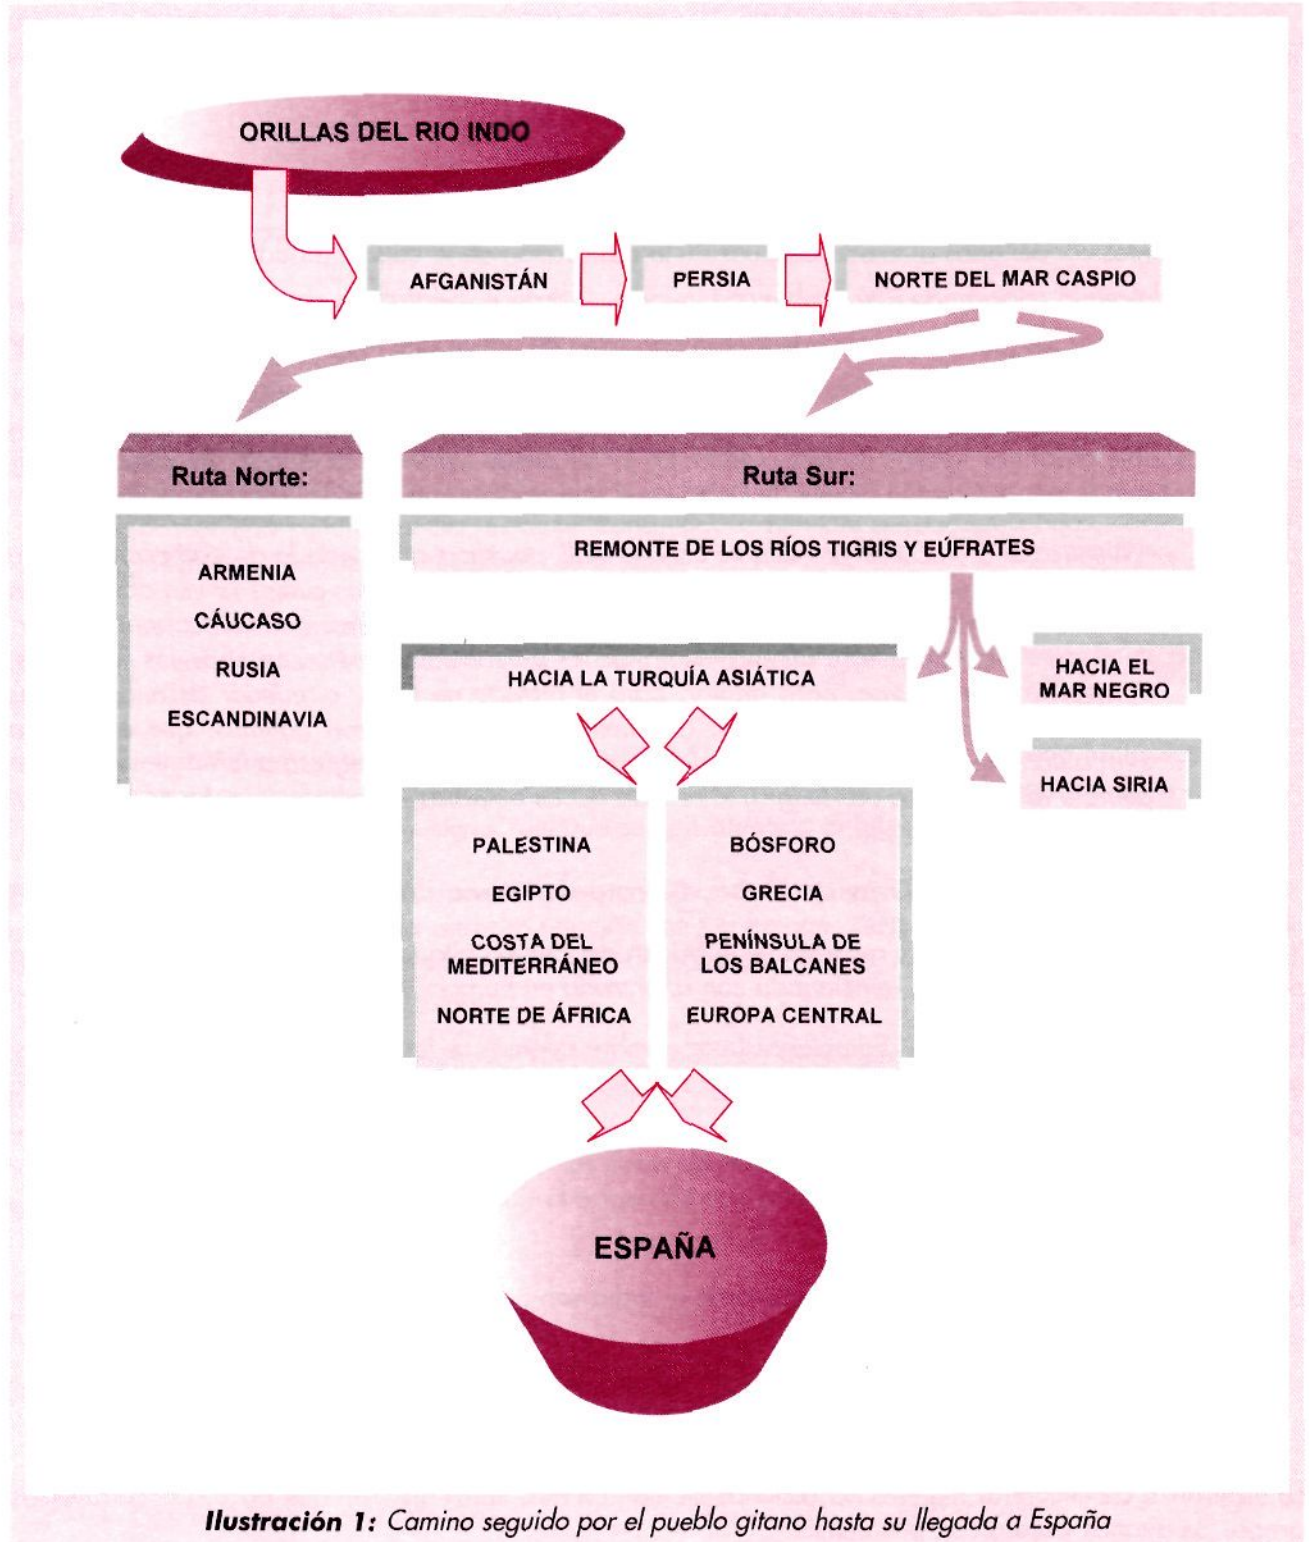 ORILLAS DEL RIO INDO
AFGANISTÁN
PERSIA
NORTE DEL MAR CASPIO
Ruta Norte:
Ruta Sur:
ARMENIA
CÁUCASO
RUSIA
ESCANDINAVIA
REMONTE DE LOS RÍOS TIGRIS Y EÚFRATES
HACIA LA TURQUÍA ASIÁTICA
HACIA EL
MAR NEGRO
HACIA SIRIA
PALESTINA
EGIPTO
COSTA DEL
MEDITERRÁNEO
NORTE DE ÁFRICA
BÓSFORO
GRECIA
PENÍNSULA DE
LOS BALCANES
EUROPA CENTRAL
ESPAÑA
Ilustración 1: Camino seguido por el pueblo gitano hasta su llegada a España